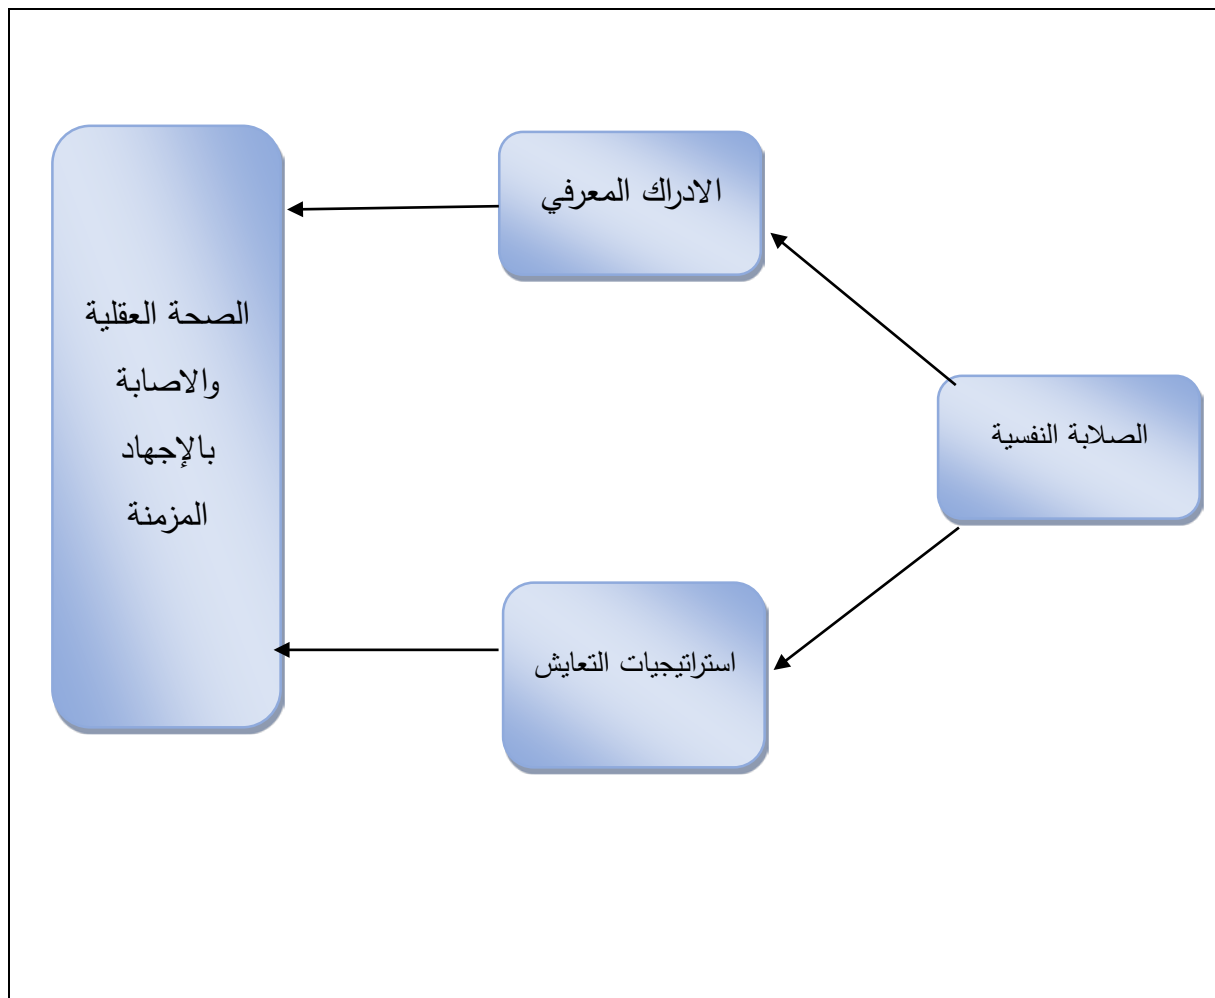 الادراك المعرفي
الصلابة النفسية
استراتيجيات التعايش
الصحة العقلية
والاصابة
بالإجهاد
المزمنة